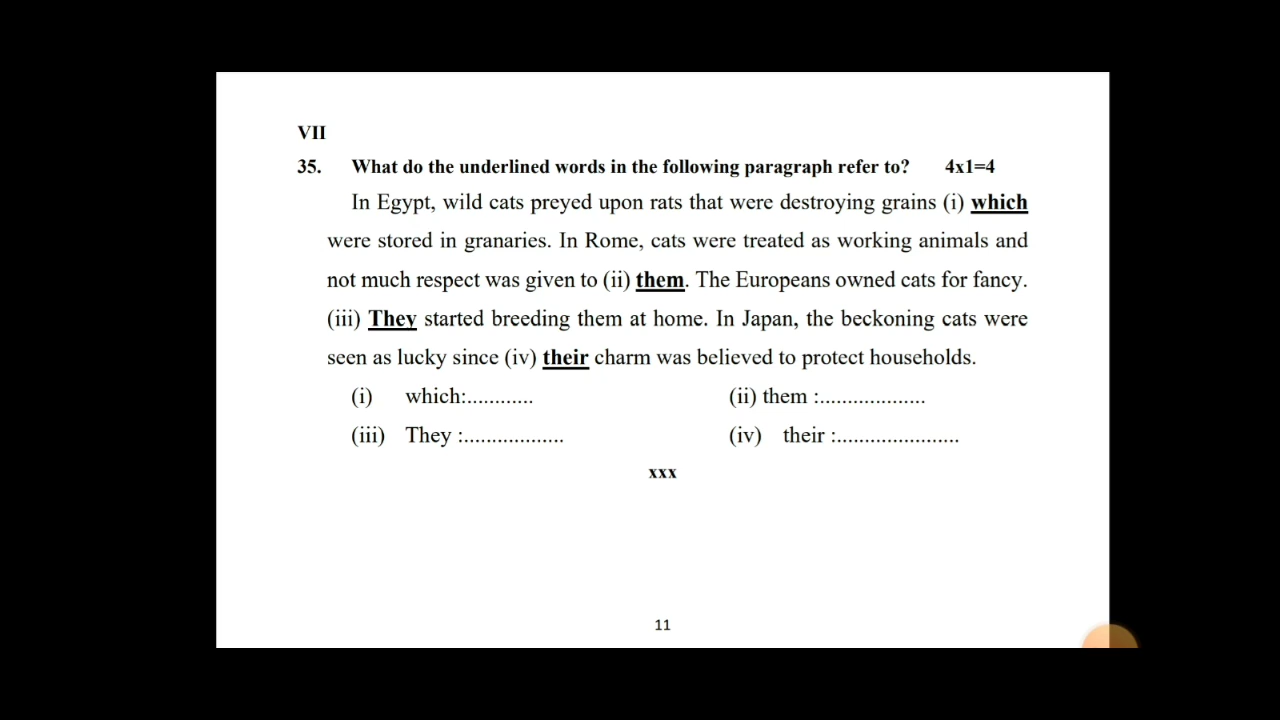 VII
35. What do the underlined words in the following paragraph refer to? 4x1=4
In Egypt, wild cats preyed upon rats that were destroying grains (i) which
were stored in granaries. In Rome, cats were treated as working animals and
not much respect was given to (ii) them. The Europeans owned cats for fancy.
(iii) They started breeding them at home. In Japan, the beckoning cats were
seen as lucky since (iv) their charm was believed to protect households.
(i) which:............ (ii) them :...................
(iii) They :.................. (iv) their :......................
xxx
11